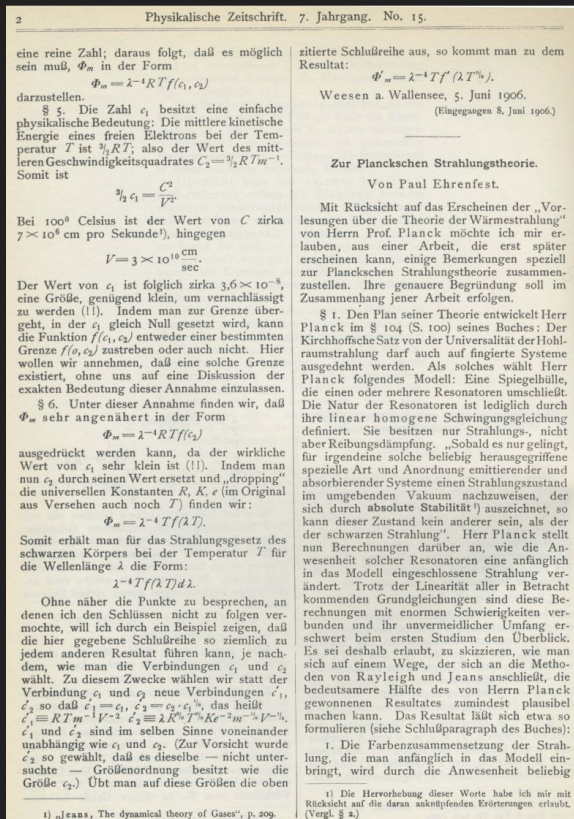 2
Physikalische Zeitschrift. 7. Jahrgang. No. 15.
eine reine Zahl; daraus folgt, daß es möglich
sein muß, Φm in der Form
Φm = λ⁻⁴ R T f (c₁, c₂)
darzustellen.
§ 5. Die Zahl c₁ besitzt eine einfache
physikalische Bedeutung: Die mittlere kinetische
Energie eines freien Elektrons bei der Tem-
peratur T ist ³/₂ R T; also der Wert des mitt-
leren Geschwindigkeitsquadrates C₂ = ³/₂ R T m⁻¹.
Somit ist
³/₂ c₁ = C²/V².
Bei 100⁰ Celsius ist der Wert von C zirka
7 × 10⁶ cm pro Sekunde¹), hingegen
V = 3 × 10¹⁰ cm/sec.
Der Wert von c₁ ist folglich zirka 3,6 × 10⁻⁸,
eine Größe, genügend klein, um vernachlässigt
zu werden (!!). Indem man zur Grenze über-
geht, in der c₁ gleich Null gesetzt wird, kann
die Funktion f(c₁, c₂) entweder einer bestimmten
Grenze f(o, c₂) zustreben oder auch nicht. Hier
wollen wir annehmen, daß eine solche Grenze
existiert, ohne uns auf eine Diskussion der
exakten Bedeutung dieser Annahme einzulassen.
§ 6. Unter dieser Annahme finden wir, daß
Φm sehr angenähert in der Form
Φm = λ⁻⁴ R T f(c₂)
ausgedrückt werden kann, da der wirkliche
Wert von c₁ sehr klein ist (!!). Indem man
nun c₂ durch seinen Wert ersetzt und „dropping“
die universellen Konstanten R, K, e (im Original
aus Versehen auch noch T) finden wir:
Φm = λ⁻⁴ T f (λ T).
Somit erhält man für das Strahlungsgesetz des
schwarzen Körpers bei der Temperatur T für
die Wellenlänge λ die Form:
λ⁻⁴ T f (λ T) d λ.
Ohne näher die Punkte zu besprechen, an
denen ich den Schlüssen nicht zu folgen ver-
mochte, will ich durch ein Beispiel zeigen, daß
die hier gegebene Schlußreihe so ziemlich zu
jedem anderen Resultat führen kann, je nach-
dem, wie man die Verbindungen c₁ und c₂
wählt. Zu diesem Zwecke wählen wir statt der
Verbindung c₁ und c₂ neue Verbindungen c′₁,
c′₂ so daß c′₁ = c₁, c′₂ = c₂ · c₁
das heißt
c′₁ ≡ R T m⁻¹ V⁻² c′₂ ≡ λ R
c′₁ und c′₂ sind im selben Sinne voneinander
unabhängig wie c₁ und c₂. (Zur Vorsicht wurde
c′₂ so gewählt, daß es dieselbe — nicht unter-
suchte — Größenordnung besitzt wie die
Größe c₂.) Übt man auf diese Größen die oben
1) „Jeans, The dynamical theory of Gases“, p. 209.
zitierte Schlußreihe aus, so kommt man zu dem
Resultat:
Φ′m = λ⁻⁴ T f′ (λ T
Weesen a. Wallensee, 5. Juni 1906.
(Eingegangen 8. Juni 1906.)
Zur Planckschen Strahlungstheorie.
Von Paul Ehrenfest.
Mit Rücksicht auf das Erscheinen der „Vor-
lesungen über die Theorie der Wärmestrahlung“
von Herrn Prof. Planck möchte ich mir er-
lauben, aus einer Arbeit, die erst später
erscheinen kann, einige Bemerkungen speziell
zur Planckschen Strahlungstheorie zusammen-
zustellen. Ihre genauere Begründung soll im
Zusammenhang jener Arbeit erfolgen.
§ 1. Den Plan seiner Theorie entwickelt Herr
Planck im § 104 (S. 100) seines Buches: Der
Kirchhoffsche Satz von der Universalität der Hohl-
raumstrahlung darf auch auf fingierte Systeme
ausgedehnt werden. Als solches wählt Herr
Planck folgendes Modell: Eine Spiegelhülle,
die einen oder mehrere Resonatoren umschließt.
Die Natur der Resonatoren ist lediglich durch
ihre linear homogene Schwingungsgleichung
definiert. Sie besitzen nur Strahlungs-, nicht
aber Reibungsdämpfung. „Sobald es nur gelingt,
für irgendeine solche beliebig herausgegriffene
spezielle Art und Anordnung emittierender und
absorbierender Systeme einen Strahlungszustand
im umgebenden Vakuum nachzuweisen, der
sich durch absolute Stabilität¹) auszeichnet, so
kann dieser Zustand kein anderer sein, als der
der schwarzen Strahlung“. Herr Planck stellt
nun Berechnungen darüber an, wie die An-
wesenheit solcher Resonatoren eine anfänglich
in das Modell eingeschlossene Strahlung ver-
ändert. Trotz der Linearität aller in Betracht
kommenden Grundgleichungen sind diese Be-
rechnungen mit enormen Schwierigkeiten ver-
bunden und ihr unvermeidlicher Umfang er-
schwert beim ersten Studium den Überblick.
Es sei deshalb erlaubt, zu skizzieren, wie man
sich auf einem Wege, der sich an die Metho-
den von Rayleigh und Jeans anschließt, die
bedeutsamere Hälfte des von Herrn Planck
gewonnenen Resultates zumindest plausibel
machen kann. Das Resultat läßt sich etwa so
formulieren (siehe Schlußparagraph des Buches):
1. Die Farbenzusammensetzung der Strah-
lung, die man anfänglich in das Modell ein-
bringt, wird durch die Anwesenheit beliebig
1) Die Hervorhebung dieser Worte habe ich mir mit
Rücksicht auf die daran anknüpfenden Erörterungen erlaubt.
(Vergl. § 2.)